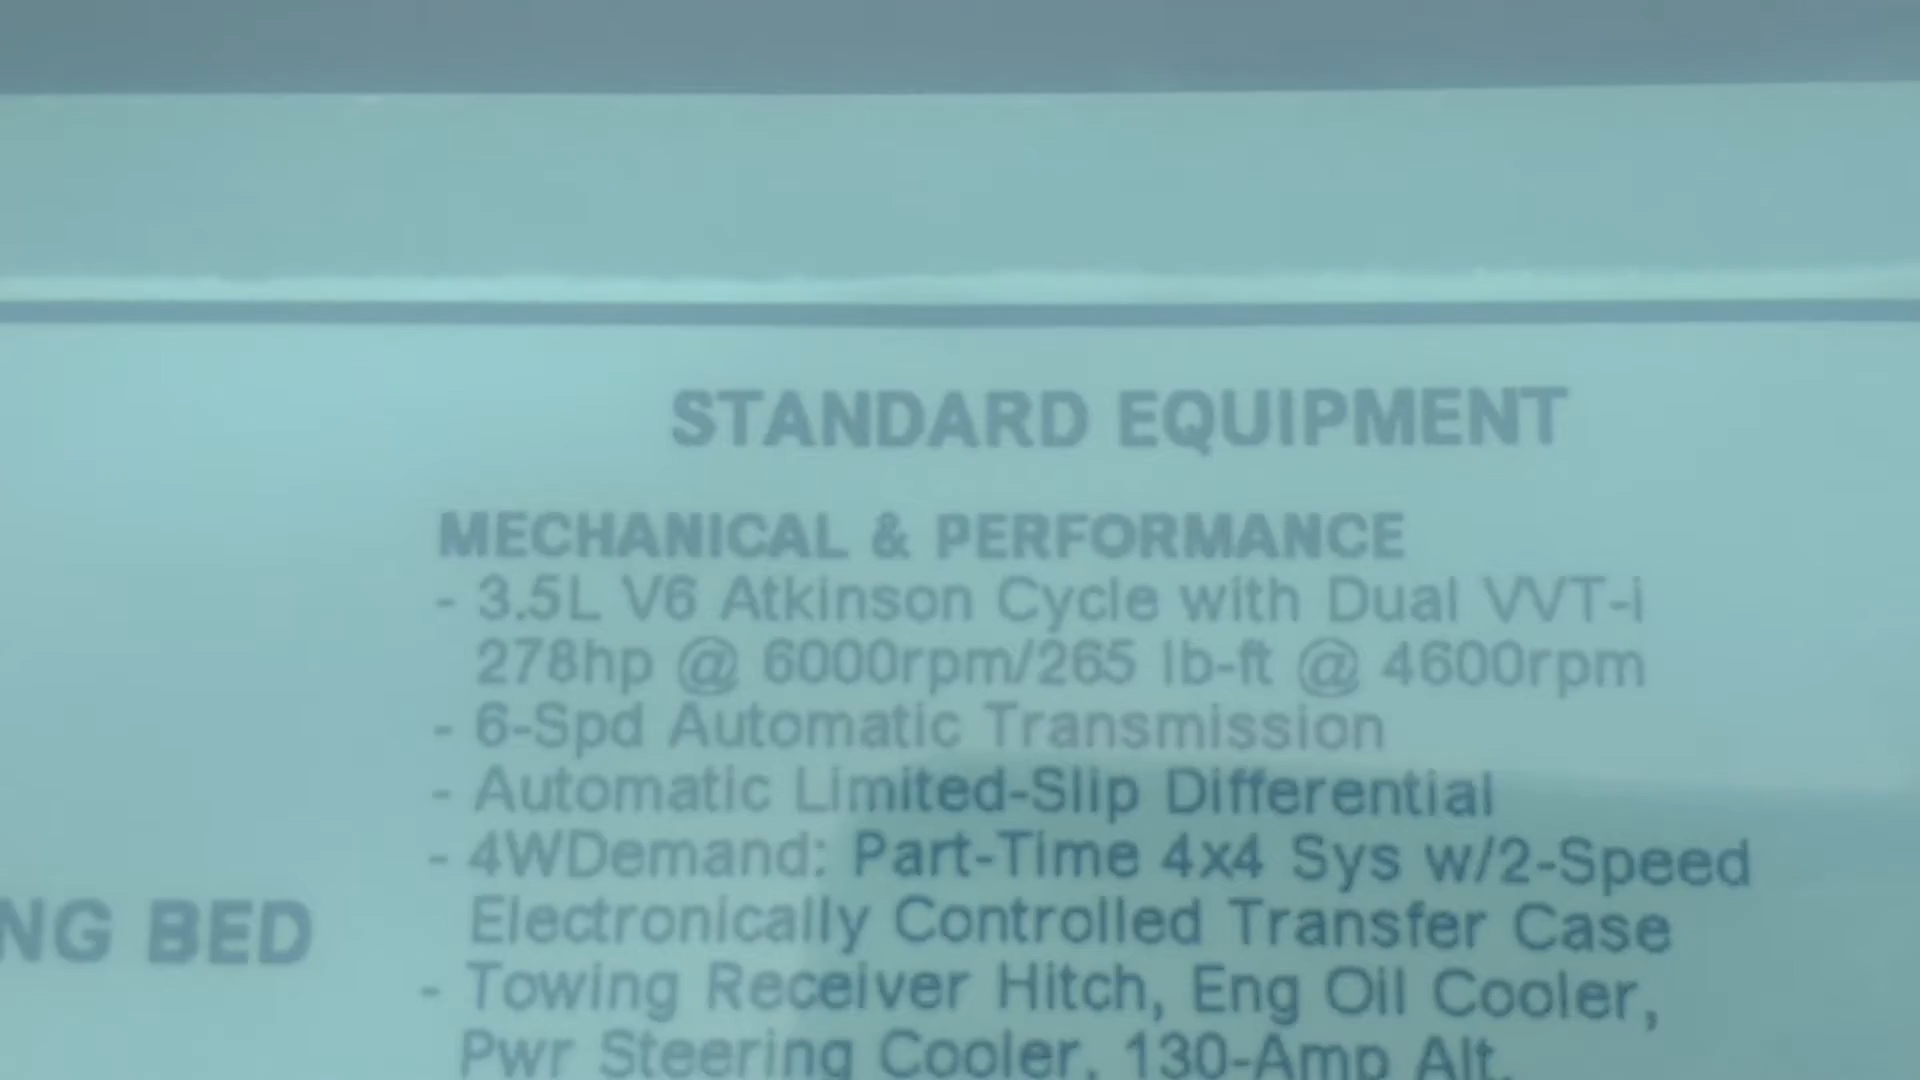 STANDARD EQUIPMENT
MECHANICAL & PERFORMANCE
- 3.5L V6 Atkinson Cycle with Dual VVT-i
278hp @ 6000rpm/265 lb-ft @ 4600rpm
- 6-Spd Automatic Transmission
- Automatic Limited-Slip Differential
- 4WDemand: Part-Time 4x4 Sys w/2-Speed
Electronically Controlled Transfer Case
NG BED
- Towing Receiver Hitch, Eng Oil Cooler,
Pwr Steering Cooler, 130-Amp Alt,